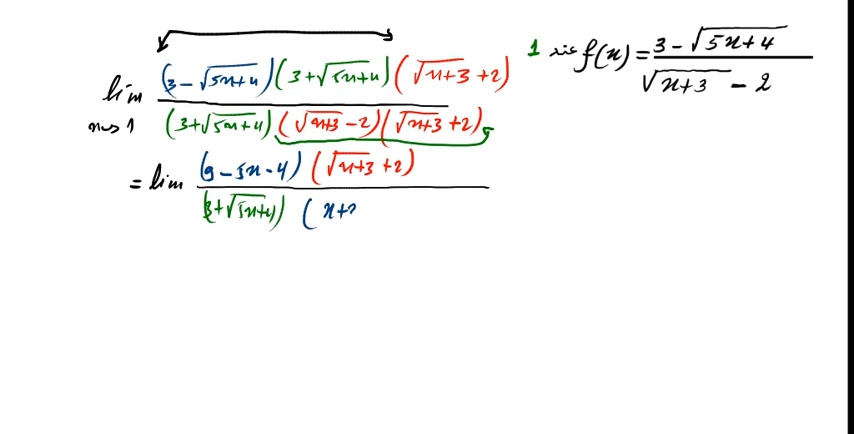 f(x) = (3 - √(5x+4)) / (√(x+3) - 2) عند 1
lim x→1 (3 - √(5x+4)) (3 + √(5x+4)) (√(x+3) + 2) / (3 + √(5x+4)) (√(x+3) - 2) (√(x+3) + 2)
= lim (9 - 5x - 4) (√(x+3) + 2) / (3 + √(5x+4)) (x+3